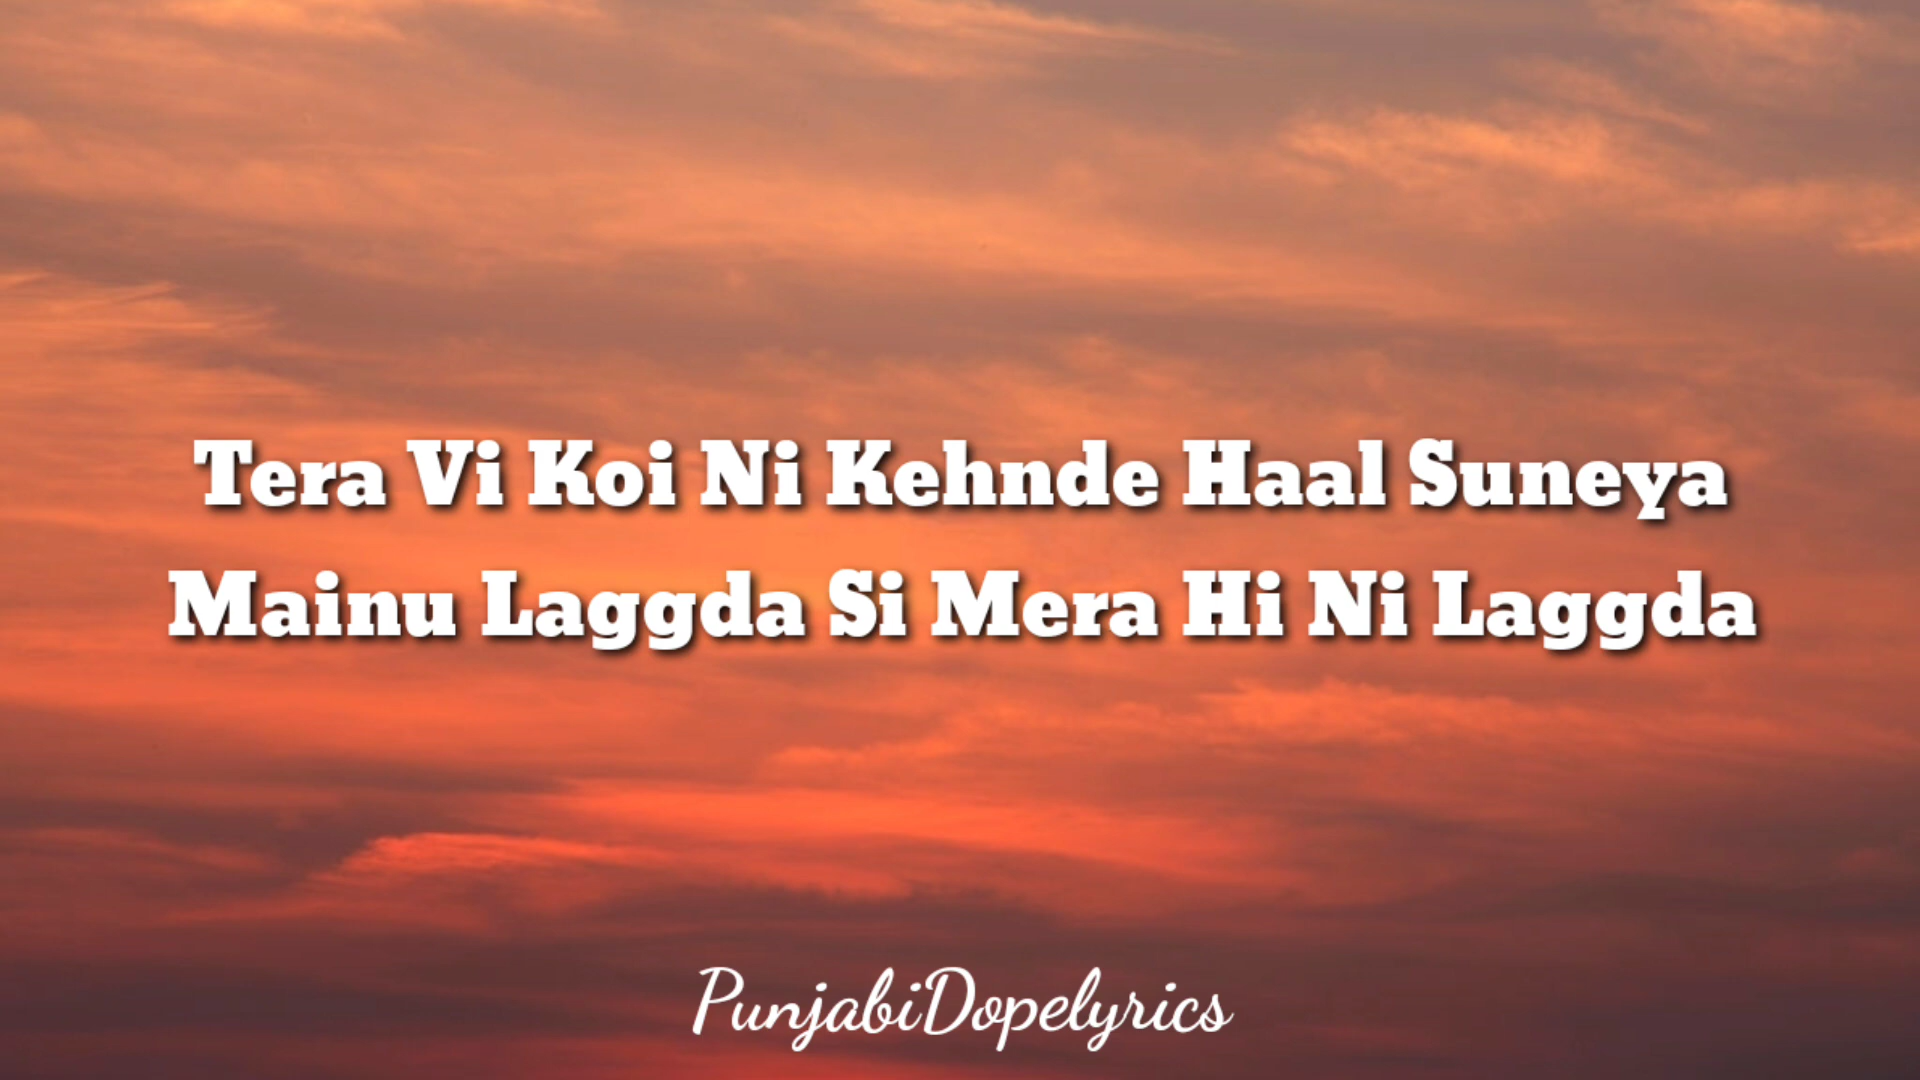 Tera Vi Koi Ni Kehnde Haal Suneya
Mainu Laggda Si Mera Hi Ni Laggda
PunjabiDopelyrics